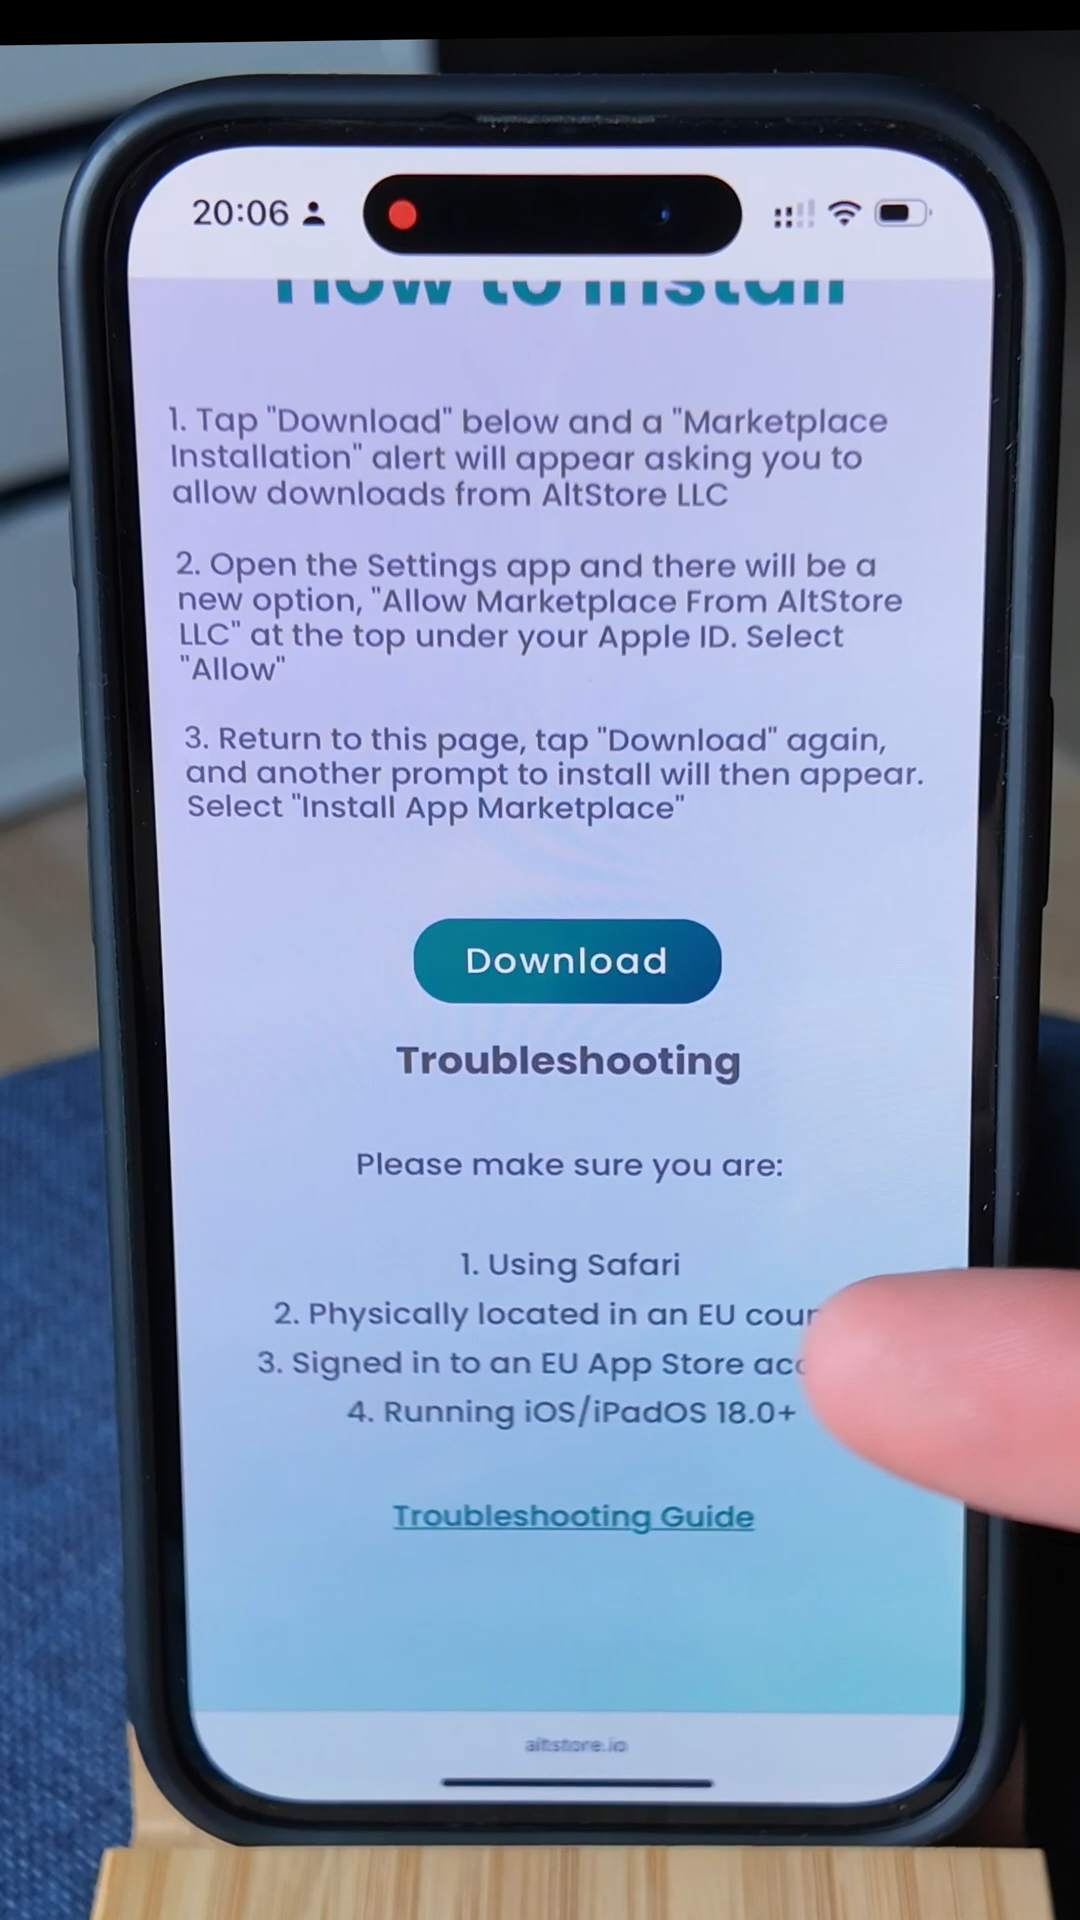 20:06
How to Install
1. Tap "Download" below and a "Marketplace
Installation" alert will appear asking you to
allow downloads from AltStore LLC
2. Open the Settings app and there will be a
new option, "Allow Marketplace From AltStore
LLC" at the top under your Apple ID. Select
"Allow"
3. Return to this page, tap "Download" again,
and another prompt to install will then appear.
Select "Install App Marketplace"
Download
Troubleshooting
Please make sure you are:
1. Using Safari
2. Physically located in an EU
3. Signed in to an EU App Store
4. Running iOS/iPadOS 18.0+
Troubleshooting Guide
altstore.io